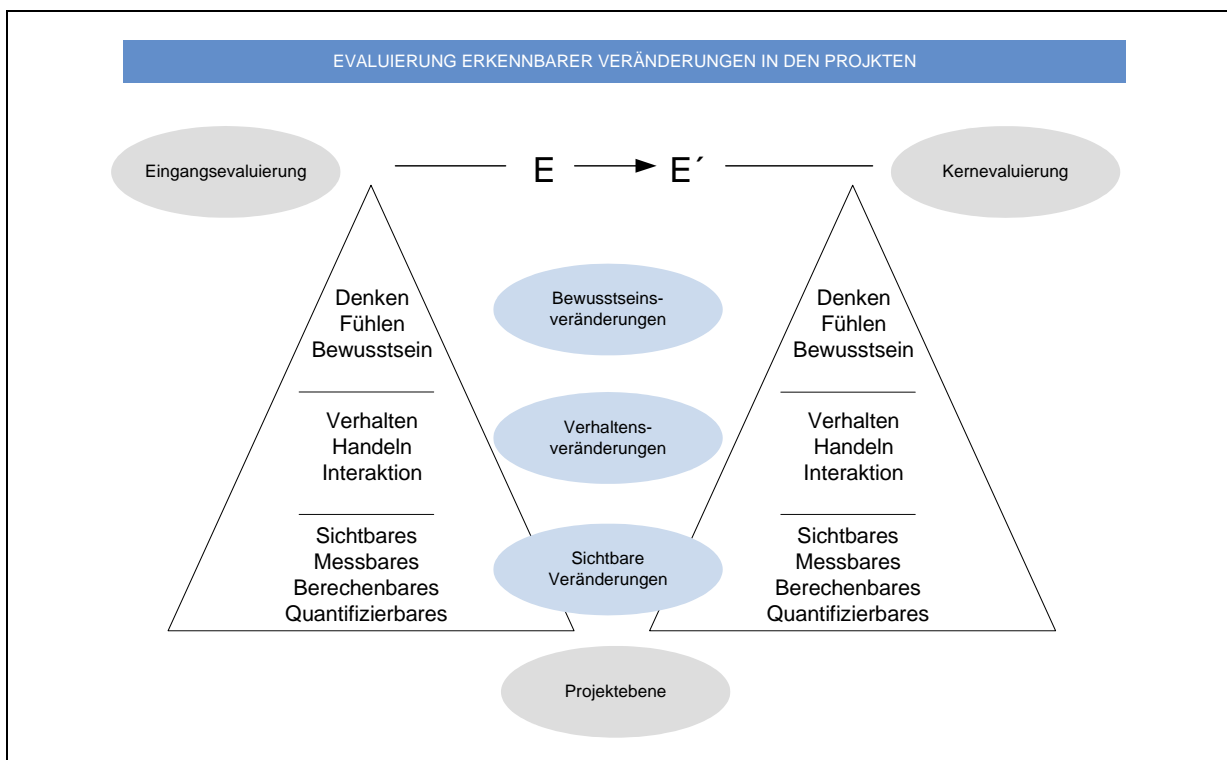 EVALUIERUNG ERKENNBARER VERÄNDERUNGEN IN DEN PROJKTEN
Eingangsevaluierung
E
E´
Kernevaluierung
Denken
Fühlen
Bewusstsein
Verhalten
Handeln
Interaktion
Sichtbares
Messbares
Berechenbares
Quantifizierbares
Bewusstseins-
veränderungen
Verhaltens-
veränderungen
Sichtbare
Veränderungen
Denken
Fühlen
Bewusstsein
Verhalten
Handeln
Interaktion
Sichtbares
Messbares
Berechenbares
Quantifizierbares
Projektebene